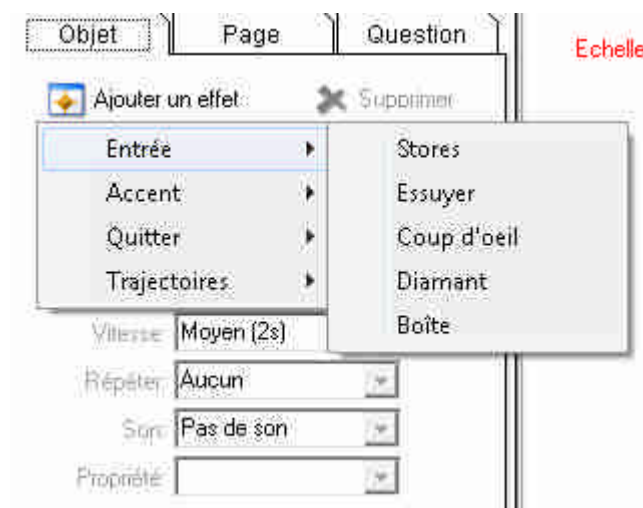 Objet Page Question
Echelle
Ajouter un effet Supprimer
Entrée Stores
Accent Essuyer
Quitter Coup d'oeil
Trajectoires Diamant
Boîte
Vitesse: Moyen (2s)
Répéter: Aucun
Son: Pas de son
Propriété: